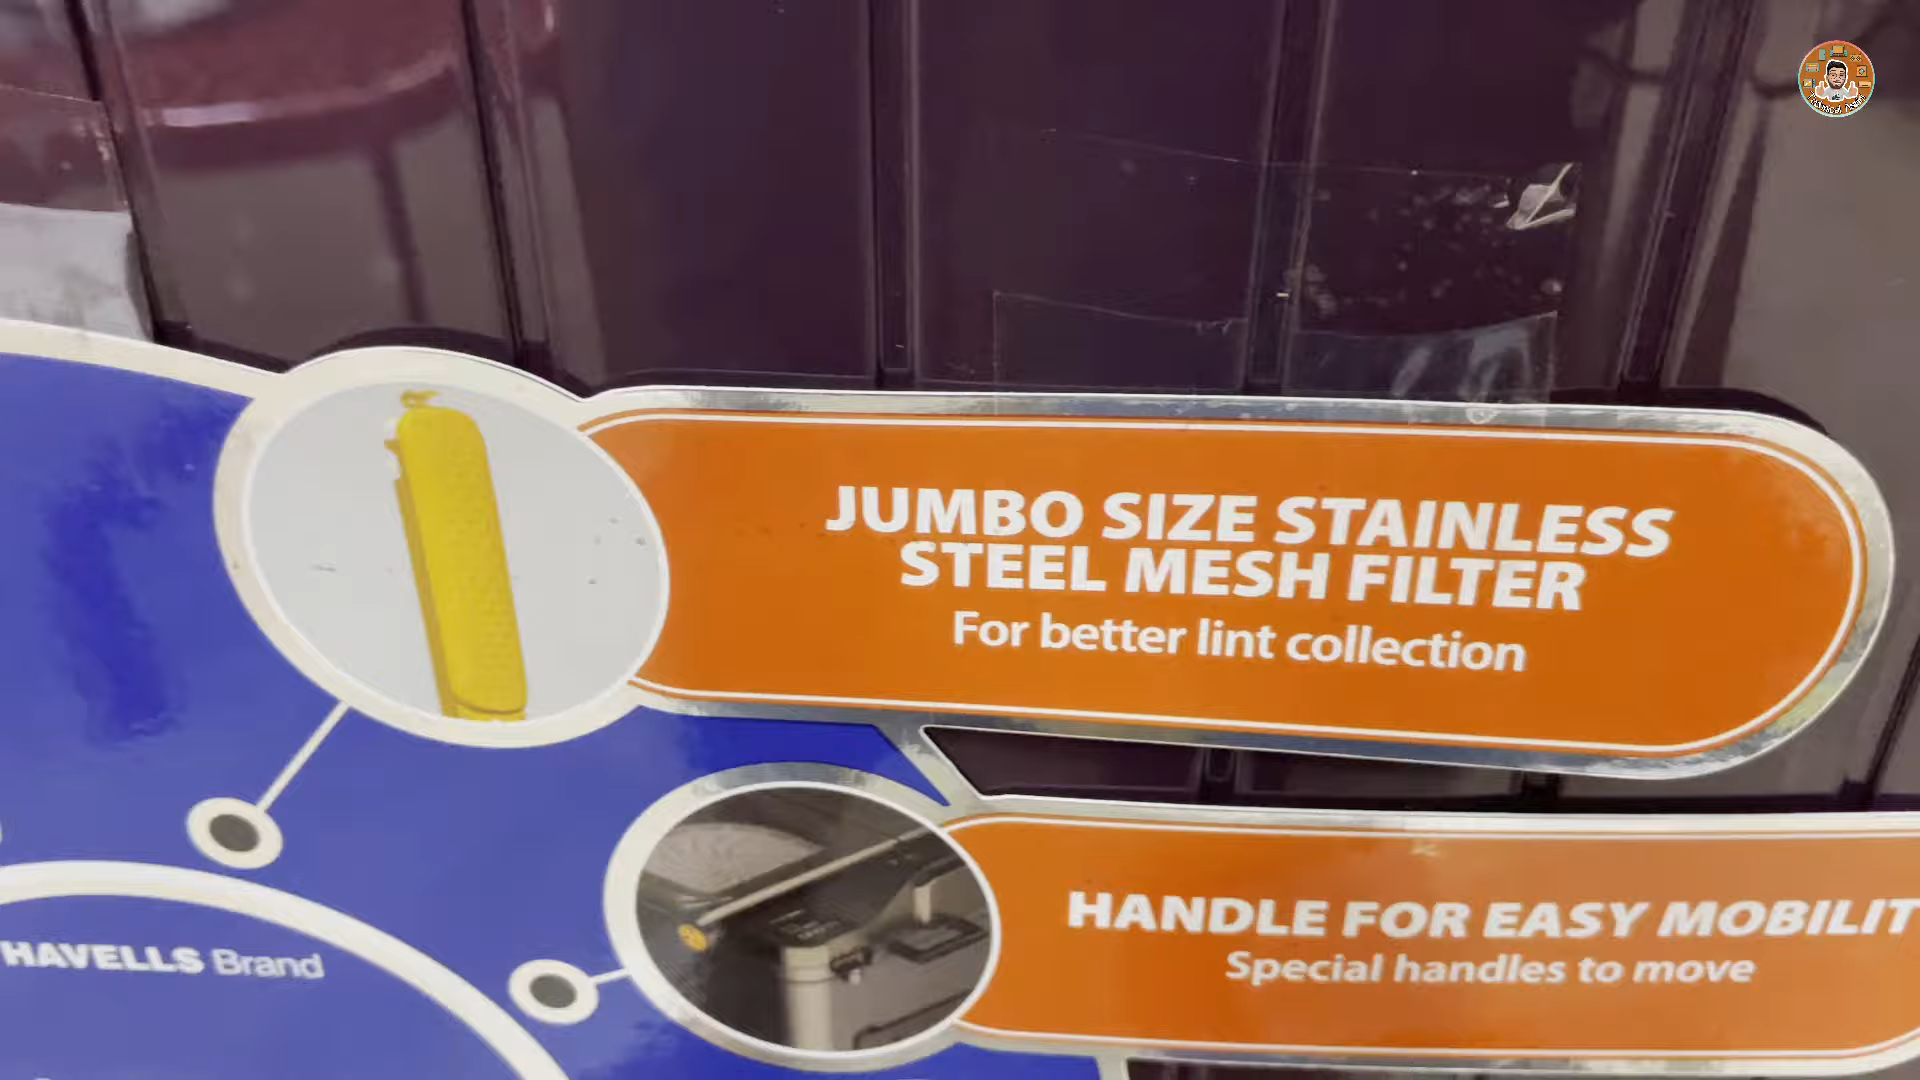 JUMBO SIZE STAINLESS
STEEL MESH FILTER
For better lint collection
HANDLE FOR EASY MOBILIT
Special handles to move
HAVELLS Brand